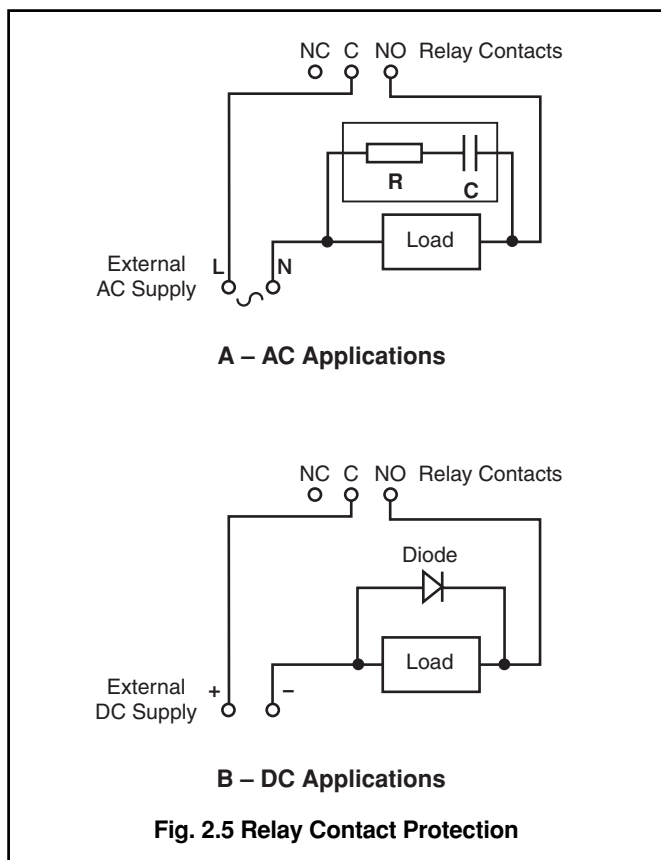 NC C NO Relay Contacts
R
C
Load
External
AC Supply
L N
A – AC Applications
NC C NO Relay Contacts
Diode
Load
External
DC Supply
+ –
B – DC Applications
Fig. 2.5 Relay Contact Protection